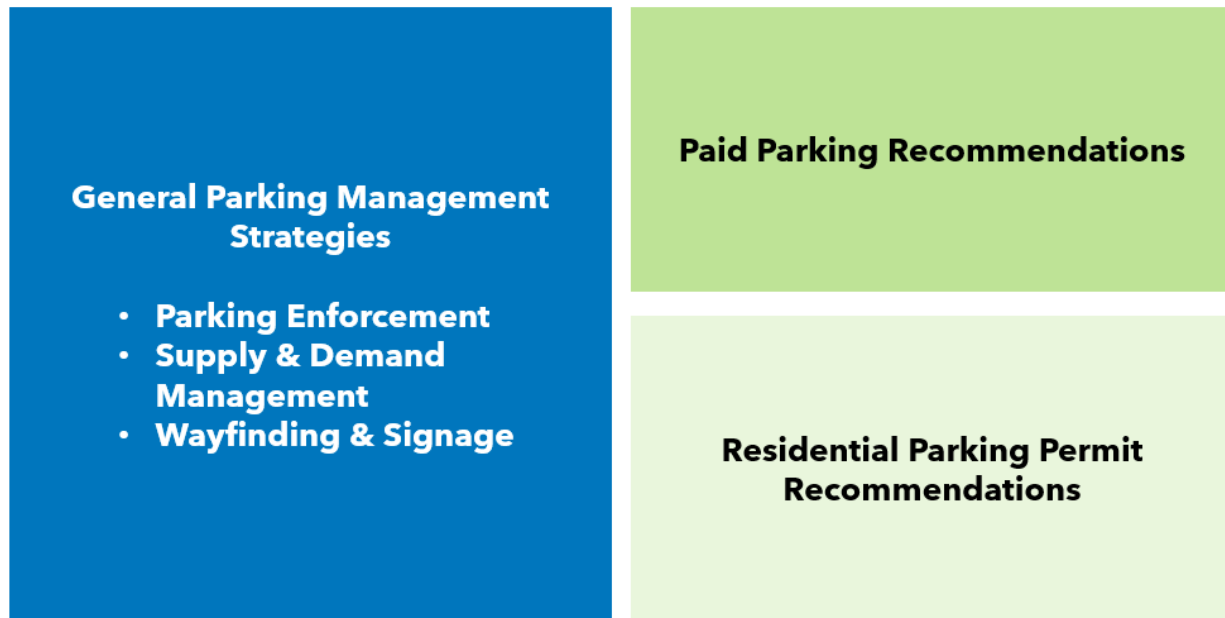 General Parking Management
Strategies
• Parking Enforcement
• Supply & Demand
Management
• Wayfinding & Signage
Paid Parking Recommendations
Residential Parking Permit
Recommendations